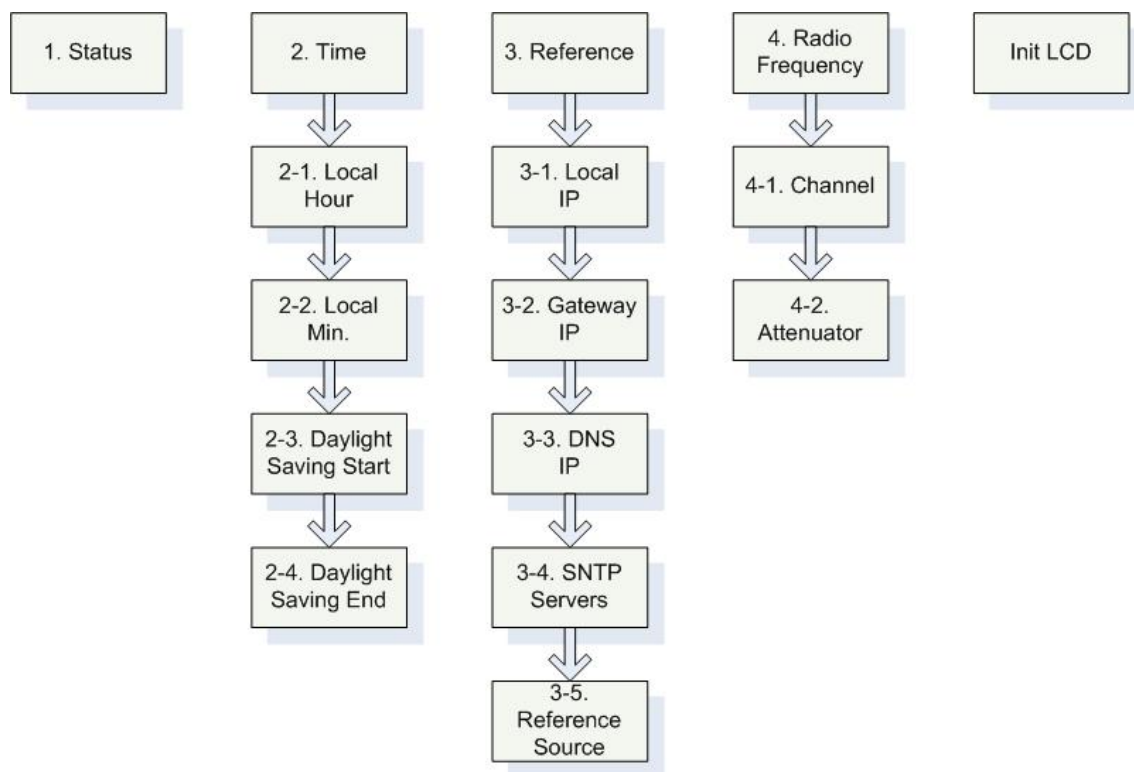 1. Status
2. Time
3. Reference
4. Radio
Frequency
Init LCD
2-1. Local
Hour
3-1. Local
IP
4-1. Channel
2-2. Local
Min.
3-2. Gateway
IP
4-2.
Attenuator
2-3. Daylight
Saving Start
3-3. DNS
IP
2-4. Daylight
Saving End
3-4. SNTP
Servers
3-5.
Reference
Source